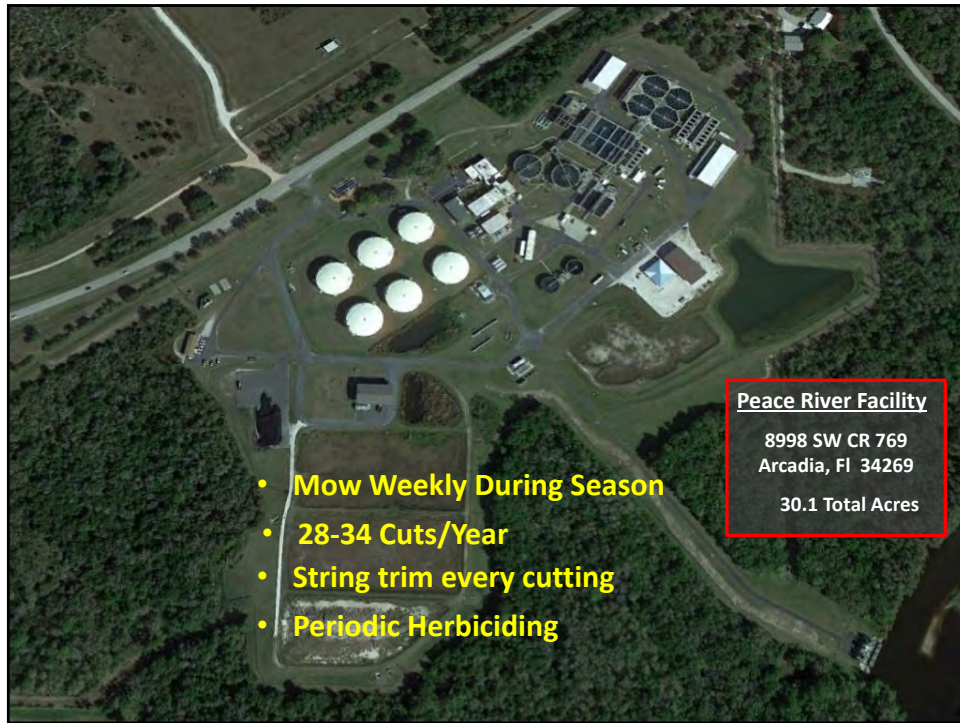 Peace River Facility
8998 SW CR 769
Arcadia, Fl 34269
30.1 Total Acres
• Mow Weekly During Season
• 28-34 Cuts/Year
• String trim every cutting
• Periodic Herbiciding